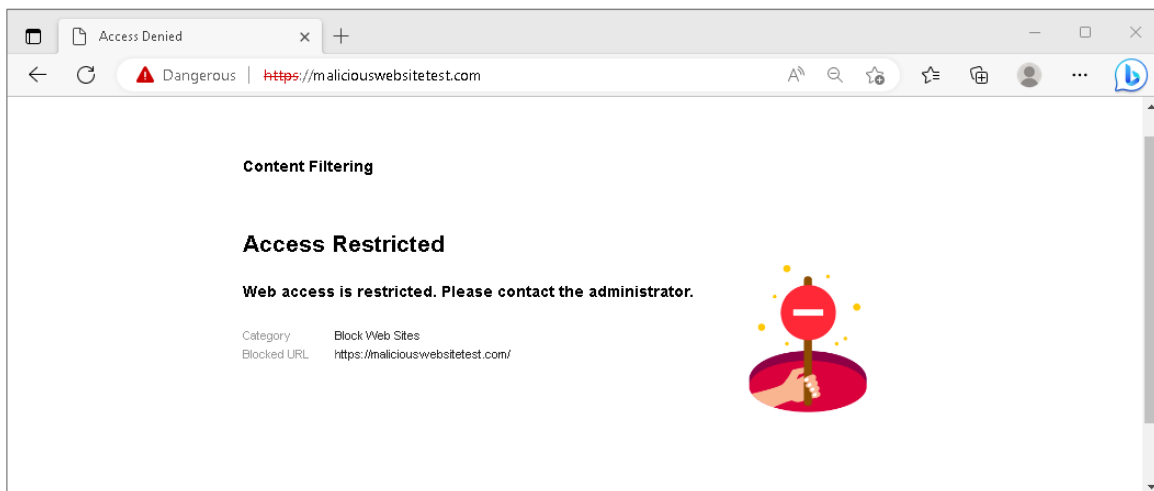 Access Denied
Dangerous | https://maliciouswebsitetest.com
Content Filtering
Access Restricted
Web access is restricted. Please contact the administrator.
Category Block Web Sites
Blocked URL https://maliciouswebsitetest.com/